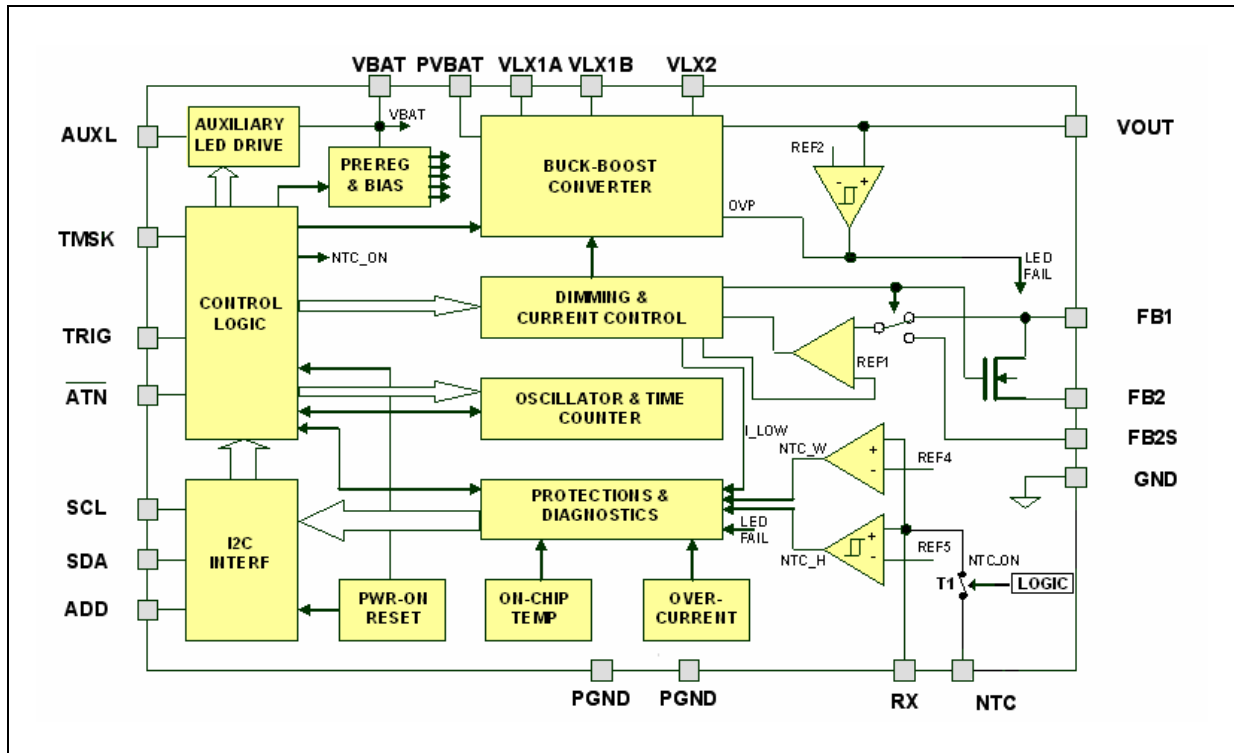 VBAT PVBAT VLX1A VLX1B VLX2
AUXL
AUXILIARY
LED DRIVE
VBAT
PREREG
& BIAS
BUCK-BOOST
CONVERTER
REF2
- +
VOUT
OVP
TMSK
NTC_ON
LED
FAIL
CONTROL
LOGIC
DIMMING &
CURRENT CONTROL
TRIG
FB1
REF1
ATN
OSCILLATOR & TIME
COUNTER
FB2
FB2S
I_LOW
NTC_W
+
-
REF4
GND
SCL
I2C
INTERF
PROTECTIONS &
DIAGNOSTICS
LED
FAIL
NTC_H
+
-
REF5
SDA
NTC_ON
T1
LOGIC
ADD
PWR-ON
RESET
ON-CHIP
TEMP
OVER-
CURRENT
PGND PGND RX NTC